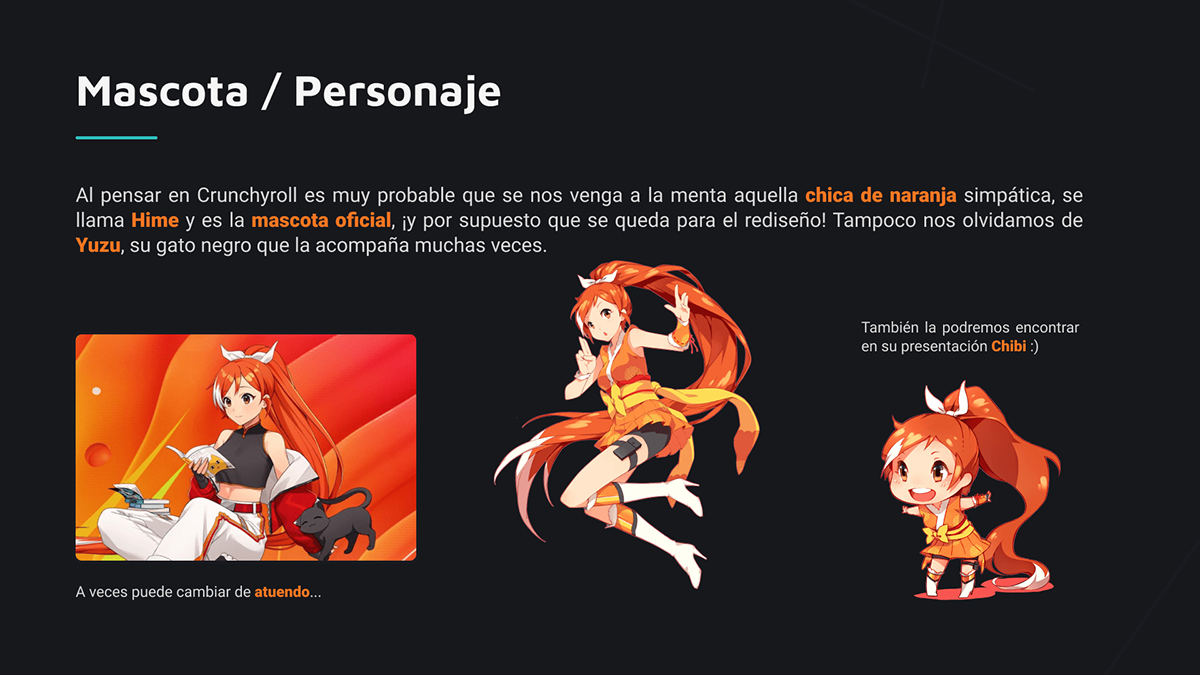 Mascota / Personaje
Al pensar en Crunchyroll es muy probable que se nos venga a la menta aquella chica de naranja simpática, se
llama Hime y es la mascota oficial, ¡y por supuesto que se queda para el rediseño! Tampoco nos olvidamos de
Yuzu, su gato negro que la acompaña muchas veces.
También la podremos encontrar
en su presentación Chibi :)
A veces puede cambiar de atuendo...